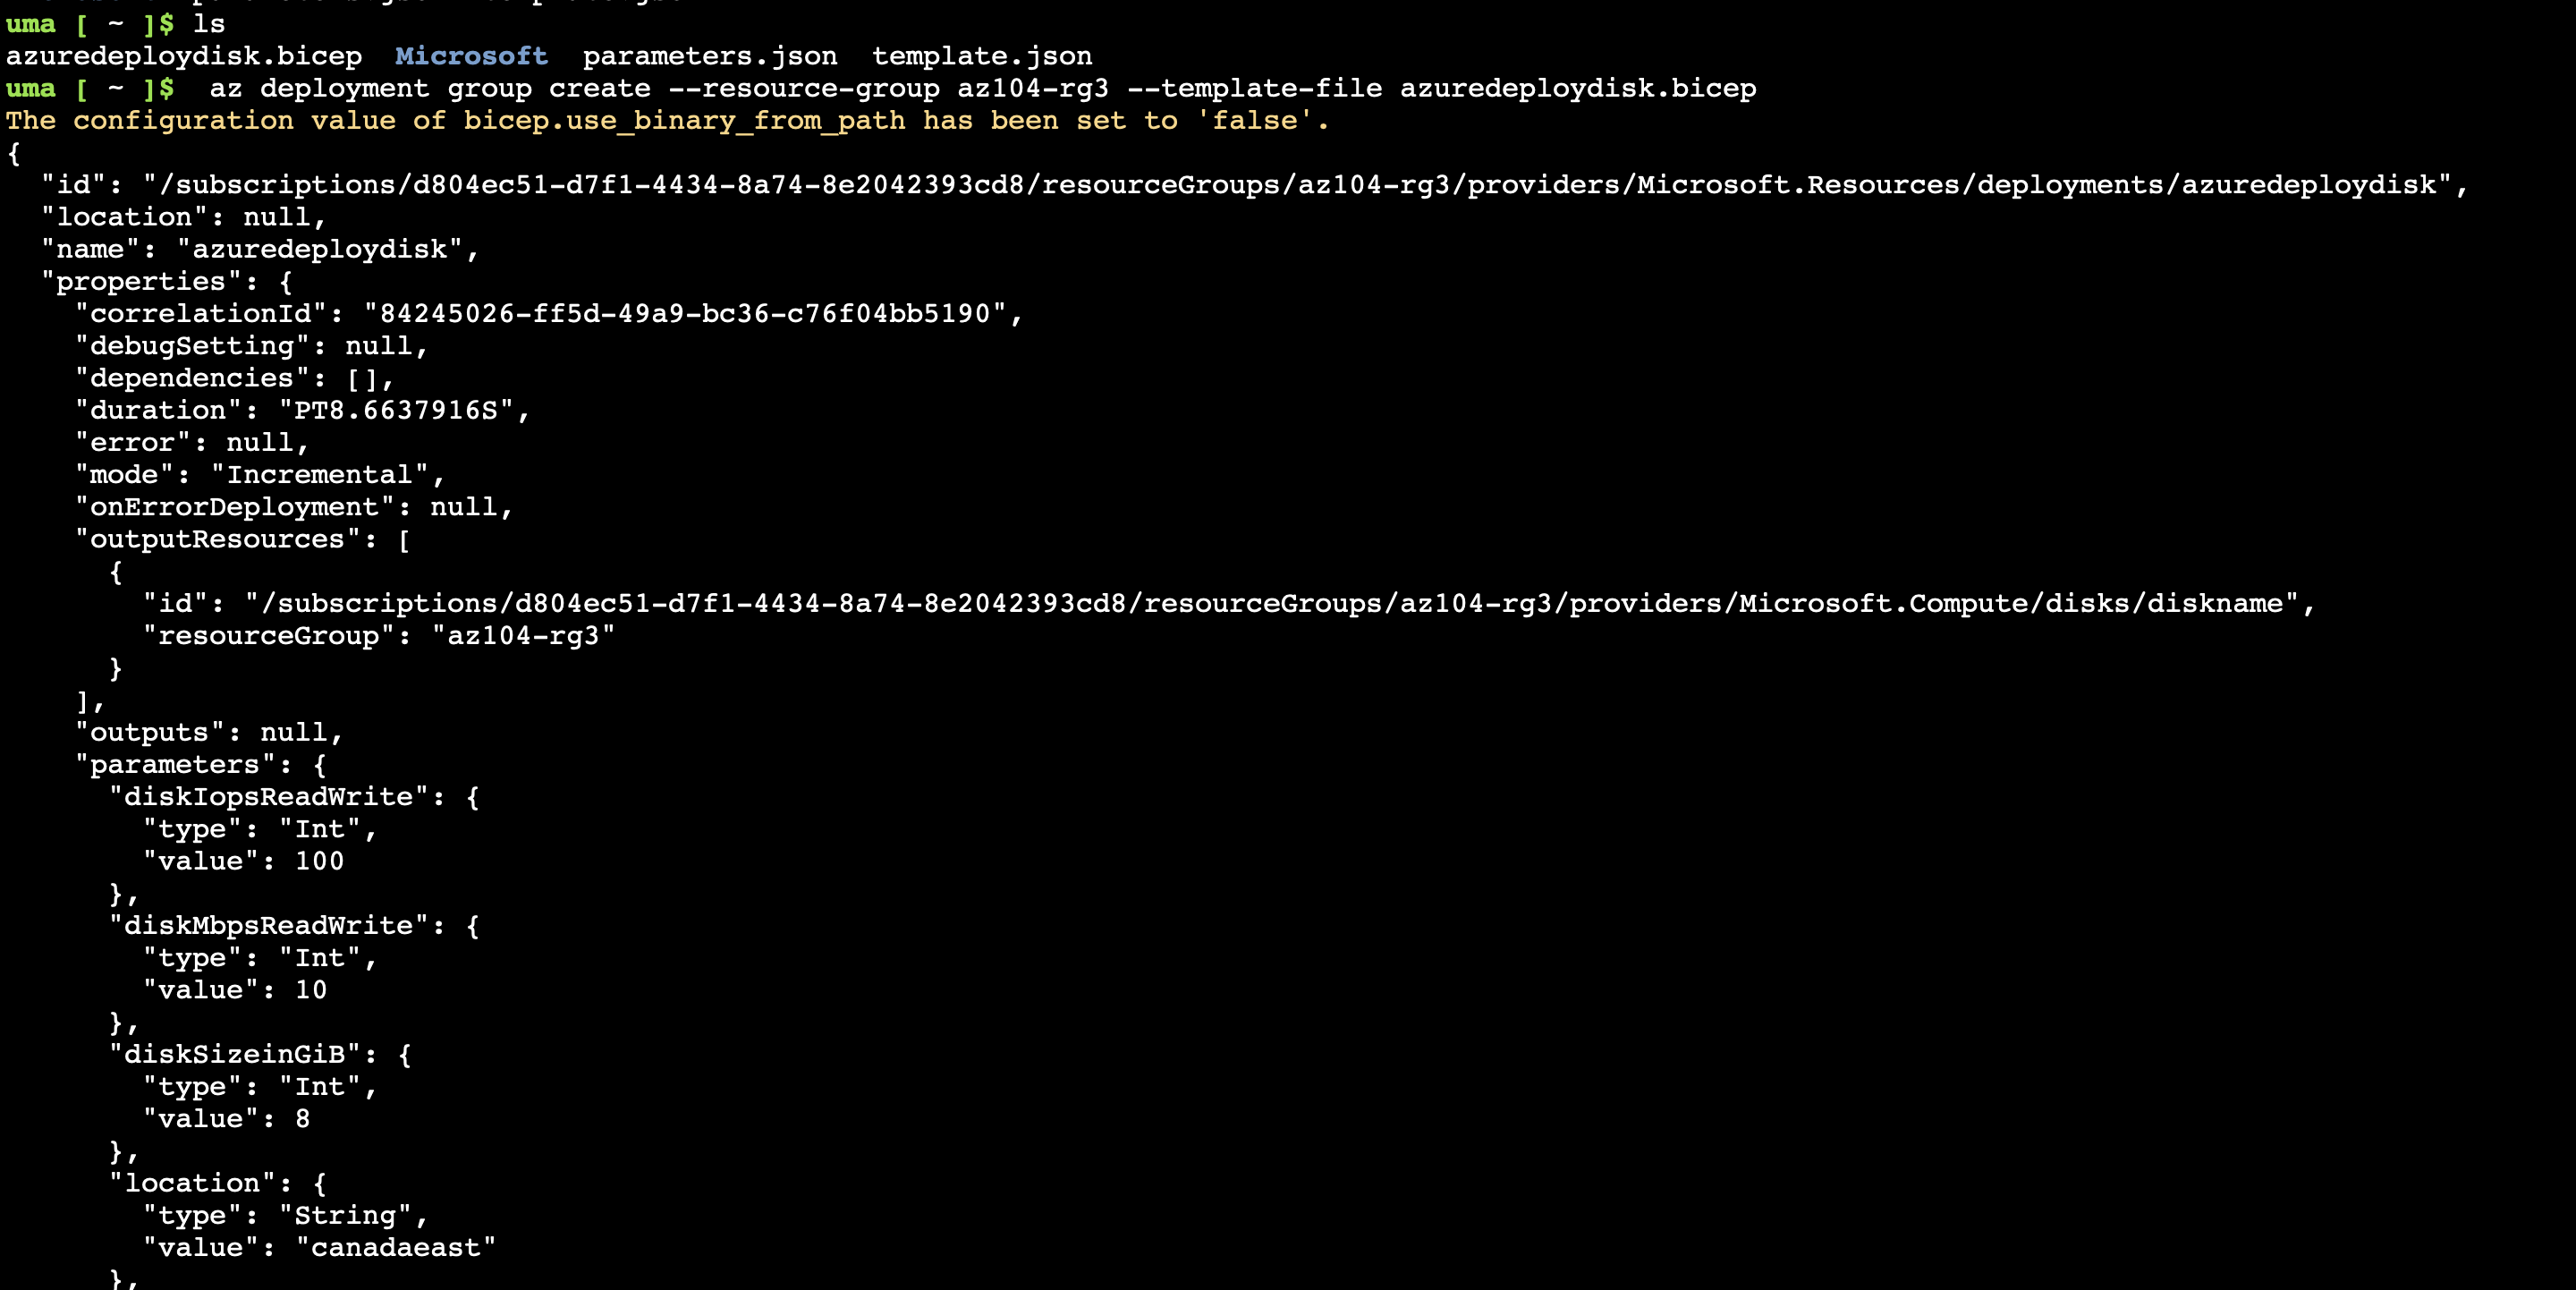 uma [ ~ ]$ ls
azuredeploydisk.bicep  Microsoft  parameters.json  template.json
uma [ ~ ]$  az deployment group create --resource-group az104-rg3 --template-file azuredeploydisk.bicep
The configuration value of bicep.use_binary_from_path has been set to 'false'.
{
  "id": "/subscriptions/d804ec51-d7f1-4434-8a74-8e2042393cd8/resourceGroups/az104-rg3/providers/Microsoft.Resources/deployments/azuredeploydisk",
  "location": null,
  "name": "azuredeploydisk",
  "properties": {
    "correlationId": "84245026-ff5d-49a9-bc36-c76f04bb5190",
    "debugSetting": null,
    "dependencies": [],
    "duration": "PT8.6637916S",
    "error": null,
    "mode": "Incremental",
    "onErrorDeployment": null,
    "outputResources": [
      {
        "id": "/subscriptions/d804ec51-d7f1-4434-8a74-8e2042393cd8/resourceGroups/az104-rg3/providers/Microsoft.Compute/disks/diskname",
        "resourceGroup": "az104-rg3"
      }
    ],
    "outputs": null,
    "parameters": {
      "diskIopsReadWrite": {
        "type": "Int",
        "value": 100
      },
      "diskMbpsReadWrite": {
        "type": "Int",
        "value": 10
      },
      "diskSizeinGiB": {
        "type": "Int",
        "value": 8
      },
      "location": {
        "type": "String",
        "value": "canadaeast"
      },